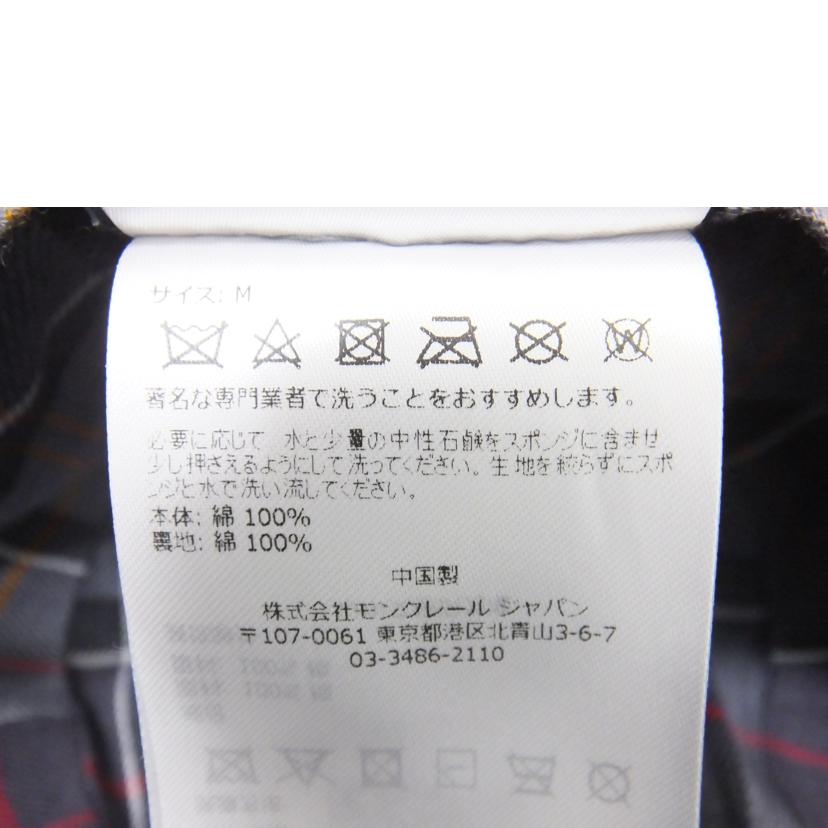 サイズ: M
W
著名な専門業者で洗うことをおすすめします。
必要に応じて、水と少量の中性石鹸をスポンジに含ませ
少し押さえるようにして洗ってください。生地を絞らずにスポ
ンジと水で洗い流してください。
本体: 綿 100%
裏地: 綿 100%
中国製
株式会社モンクレール ジャパン
〒107-0061 東京都港区北青山3-6-7
03-3486-2110